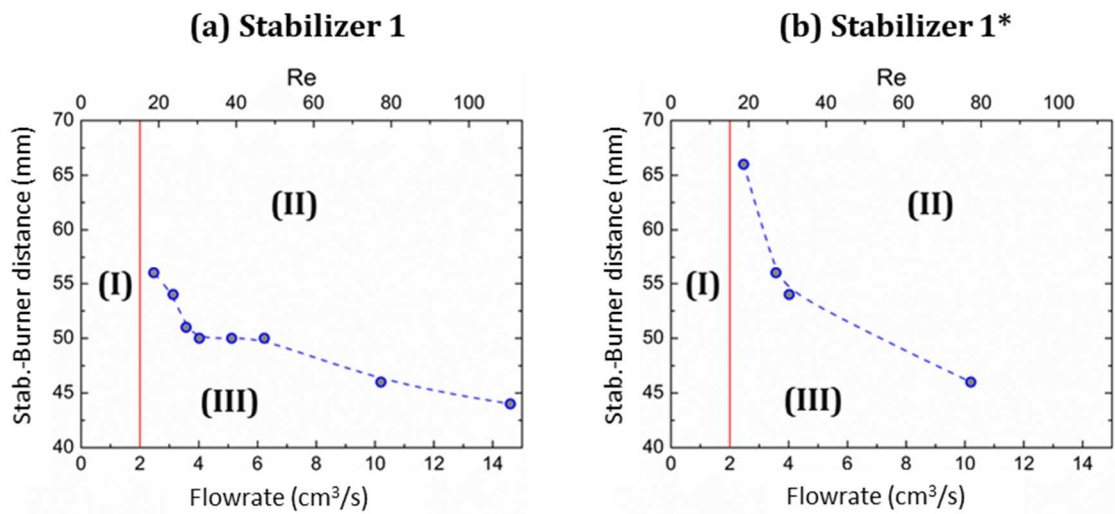 (a) Stabilizer 1
Re
0 20 40 60 80 100
Stab.-Burner distance (mm)
70
65
60
55
50
45
40
(I)
(II)
(III)
0 2 4 6 8 10 12 14
Flowrate (cm³/s)
(b) Stabilizer 1*
Re
0 20 40 60 80 100
Stab.-Burner distance (mm)
70
65
60
55
50
45
40
(I)
(II)
(III)
0 2 4 6 8 10 12 14
Flowrate (cm³/s)